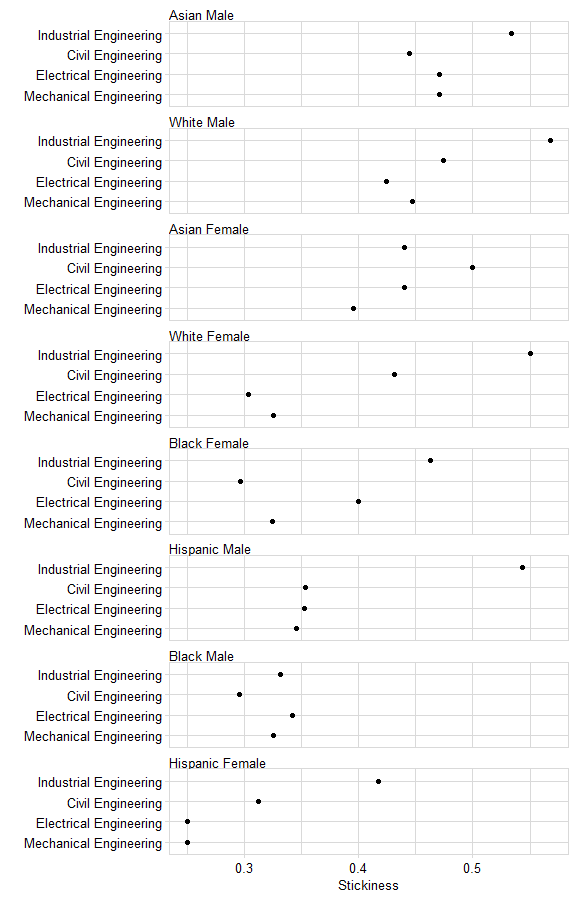 Asian Male
Industrial Engineering
Civil Engineering
Electrical Engineering
Mechanical Engineering
White Male
Industrial Engineering
Civil Engineering
Electrical Engineering
Mechanical Engineering
Asian Female
Industrial Engineering
Civil Engineering
Electrical Engineering
Mechanical Engineering
White Female
Industrial Engineering
Civil Engineering
Electrical Engineering
Mechanical Engineering
Black Female
Industrial Engineering
Civil Engineering
Electrical Engineering
Mechanical Engineering
Hispanic Male
Industrial Engineering
Civil Engineering
Electrical Engineering
Mechanical Engineering
Black Male
Industrial Engineering
Civil Engineering
Electrical Engineering
Mechanical Engineering
Hispanic Female
Industrial Engineering
Civil Engineering
Electrical Engineering
Mechanical Engineering
0.3 0.4 0.5
Stickiness